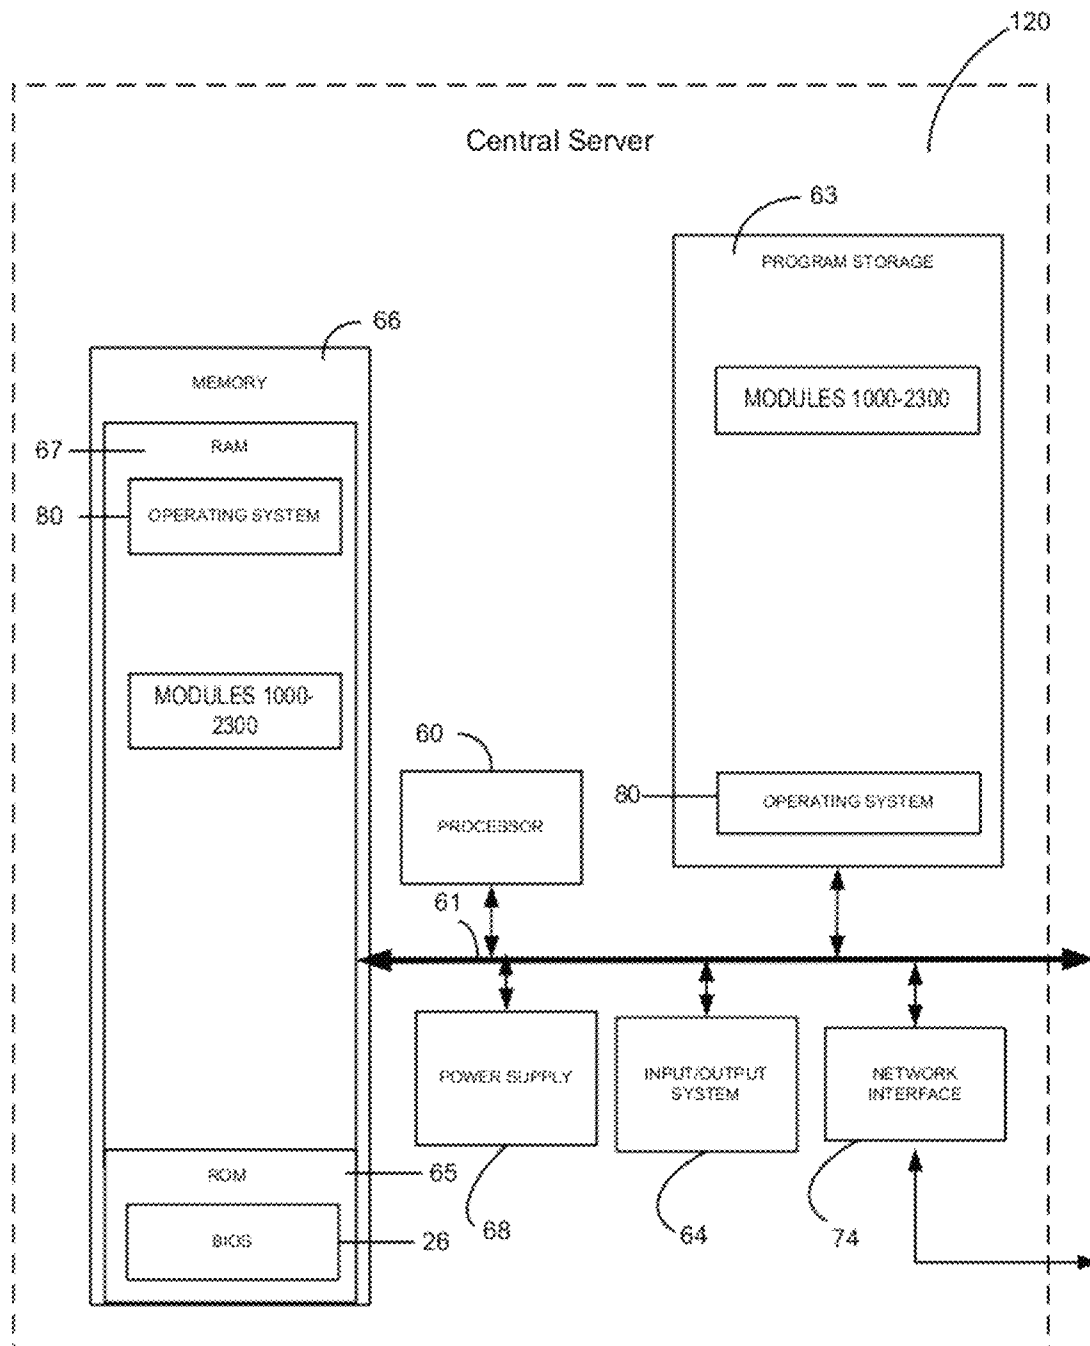 120
Central Server
63
PROGRAM STORAGE
66
MEMORY
MODULES 1000-2300
67
RAM
80
OPERATING SYSTEM
MODULES 1000-
2300
60
PROCESSOR
80
OPERATING SYSTEM
61
POWER SUPPLY
INPUT/OUTPUT
SYSTEM
NETWORK
INTERFACE
ROM
65
68
64
74
BIOS
26